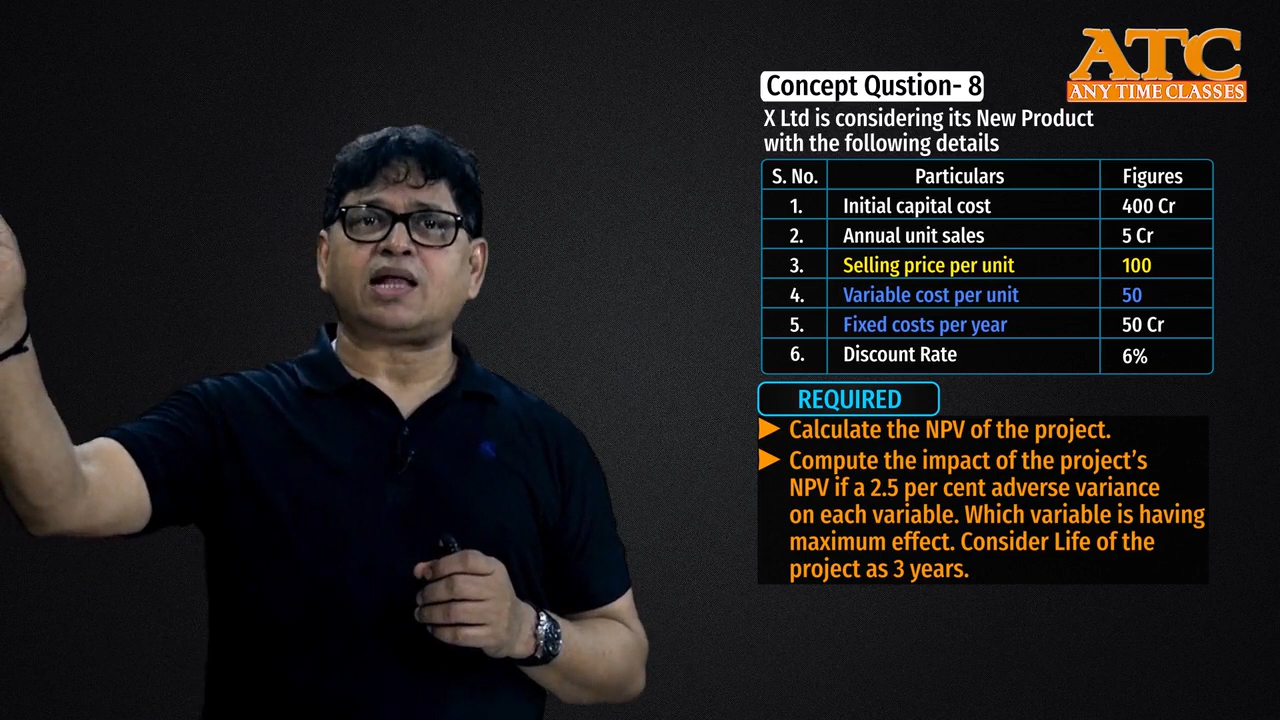 ATC
ANY TIME CLASSES
Concept Qustion- 8
X Ltd is considering its New Product
with the following details
S. No. Particulars Figures
1. Initial capital cost 400 Cr
2. Annual unit sales 5 Cr
3. Selling price per unit 100
4. Variable cost per unit 50
5. Fixed costs per year 50 Cr
6. Discount Rate 6%
REQUIRED
Calculate the NPV of the project.
Compute the impact of the project's
NPV if a 2.5 per cent adverse variance
on each variable. Which variable is having
maximum effect. Consider Life of the
project as 3 years.